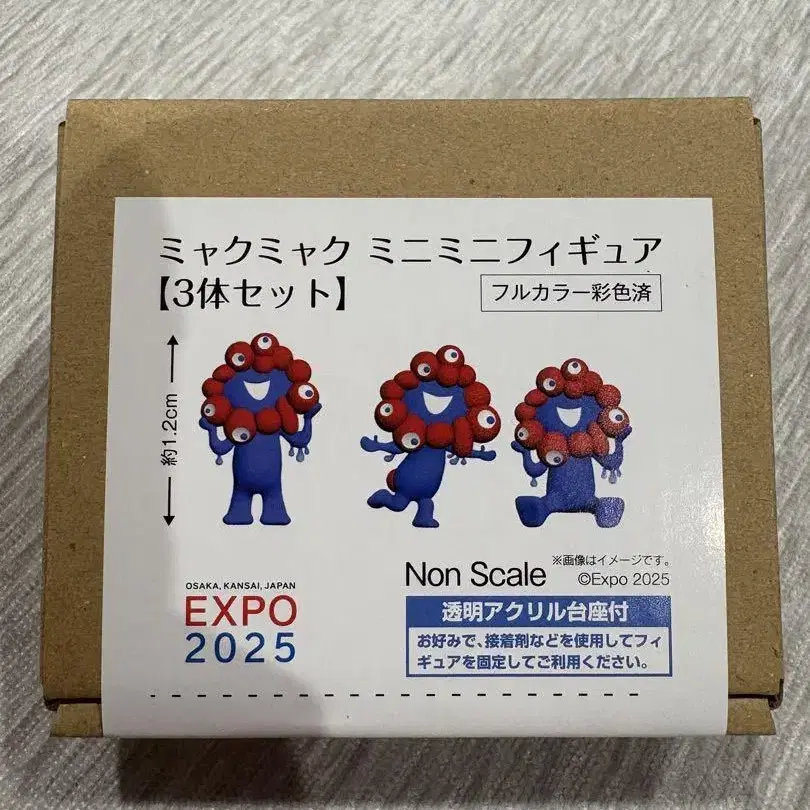 ミャクミャク ミニミニフィギュア
【3体セット】
フルカラー彩色済
約1.2cm
※画像はイメージです。
Non Scale
©Expo 2025
OSAKA, KANSAI, JAPAN
EXPO
2025
透明アクリル台座付
お好みで、接着剤などを使用してフィ
ギュアを固定してご利用ください。